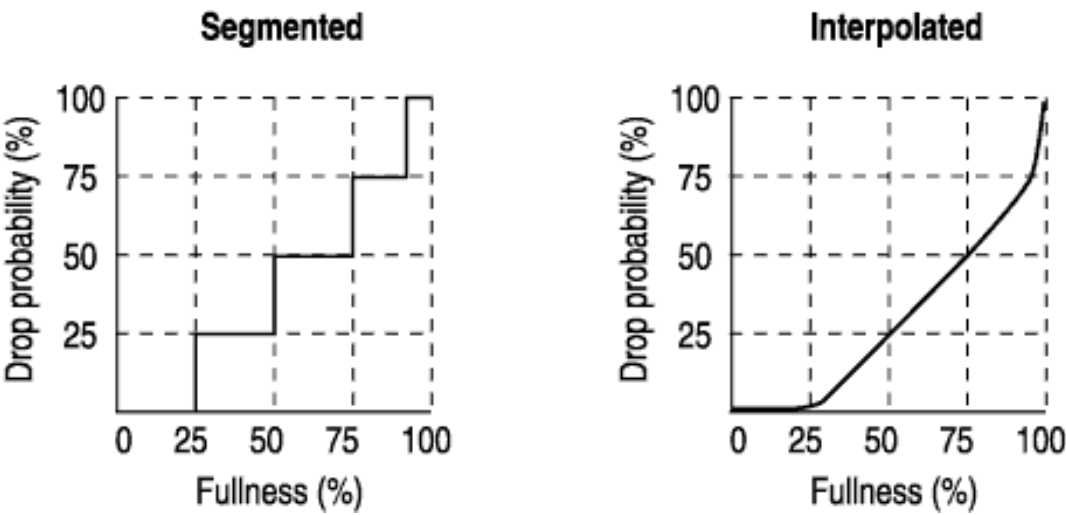 Segmented
Drop probability (%)
100
75
50
25
0 25 50 75 100
Fullness (%)
Interpolated
Drop probability (%)
100
75
50
25
0 25 50 75 100
Fullness (%)